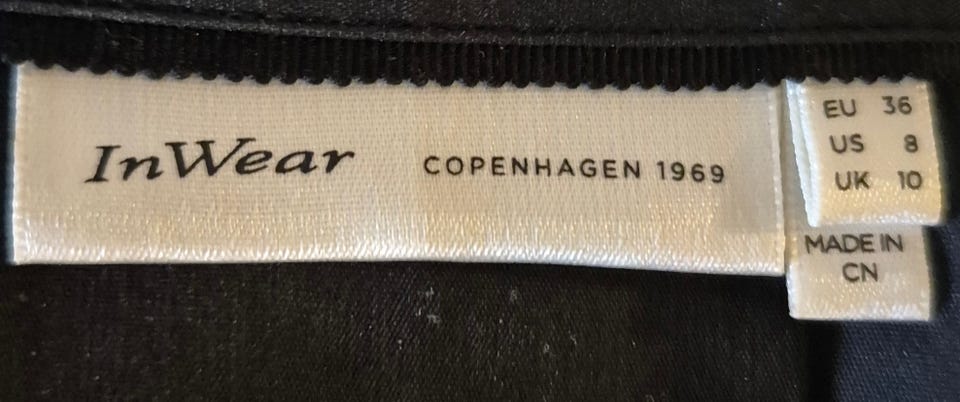 InWear COPENHAGEN 1969
EU 36
US 8
UK 10
MADE IN
CN